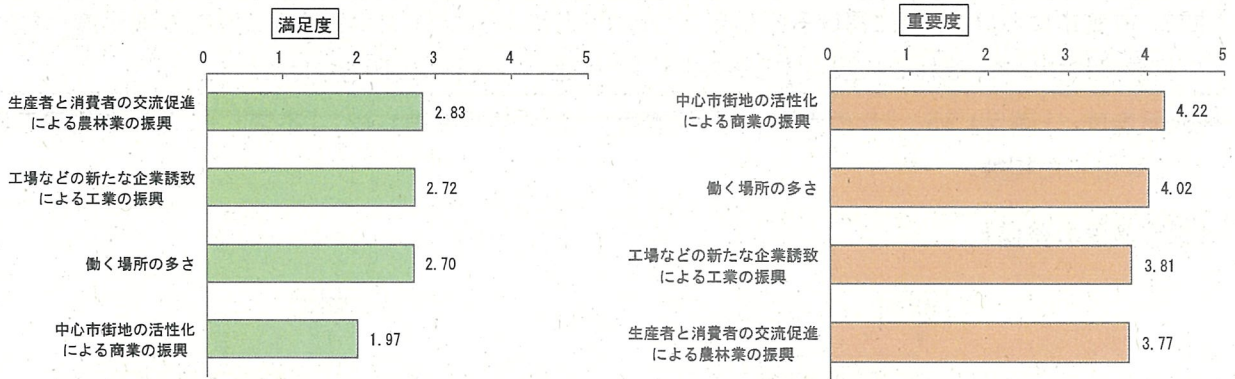 満足度
0 1 2 3 4 5
生産者と消費者の交流促進
による農林業の振興
2.83
工場などの新たな企業誘致
による工業の振興
2.72
働く場所の多さ
2.70
中心市街地の活性化
による商業の振興
1.97
重要度
0 1 2 3 4 5
中心市街地の活性化
による商業の振興
4.22
働く場所の多さ
4.02
工場などの新たな企業誘致
による工業の振興
3.81
生産者と消費者の交流促進
による農林業の振興
3.77